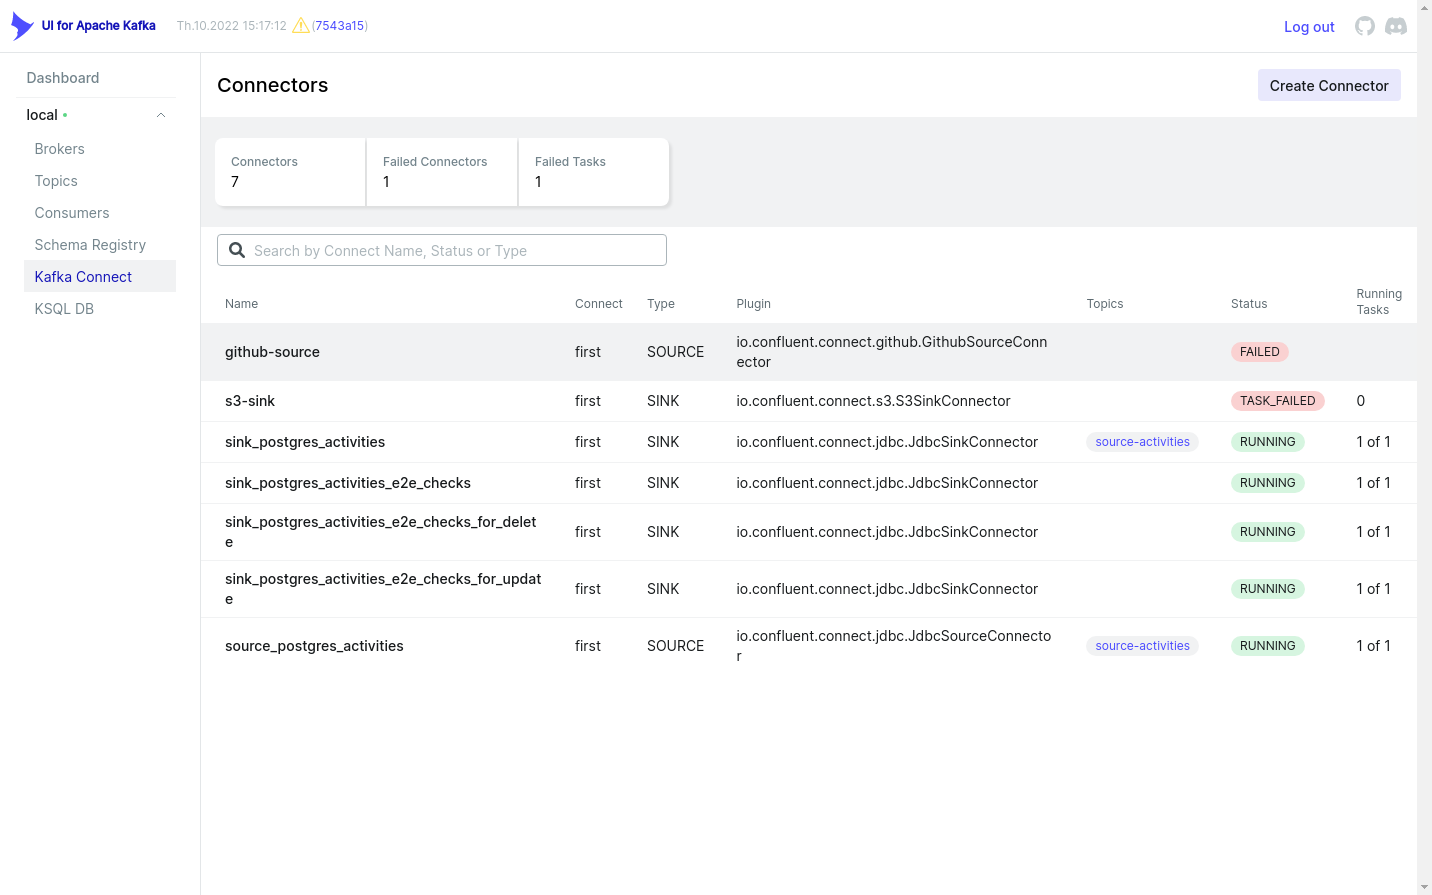 UI for Apache Kafka Th.10.2022 15:17:12 (7543a15) Log out
Dashboard
local
Brokers
Topics
Consumers
Schema Registry
Kafka Connect
KSQL DB
Connectors Create Connector
Connectors Failed Connectors Failed Tasks
7 1 1
Search by Connect Name, Status or Type
Name Connect Type Plugin Topics Status Running
Tasks
github-source first SOURCE io.confluent.connect.github.GithubSourceConn
ector FAILED
s3-sink first SINK io.confluent.connect.s3.S3SinkConnector TASK_FAILED 0
sink_postgres_activities first SINK io.confluent.connect.jdbc.JdbcSinkConnector source-activities RUNNING 1 of 1
sink_postgres_activities_e2e_checks first SINK io.confluent.connect.jdbc.JdbcSinkConnector RUNNING 1 of 1
sink_postgres_activities_e2e_checks_for_delet
e first SINK io.confluent.connect.jdbc.JdbcSinkConnector RUNNING 1 of 1
sink_postgres_activities_e2e_checks_for_updat
e first SINK io.confluent.connect.jdbc.JdbcSinkConnector RUNNING 1 of 1
source_postgres_activities first SOURCE io.confluent.connect.jdbc.JdbcSourceConnecto
r source-activities RUNNING 1 of 1